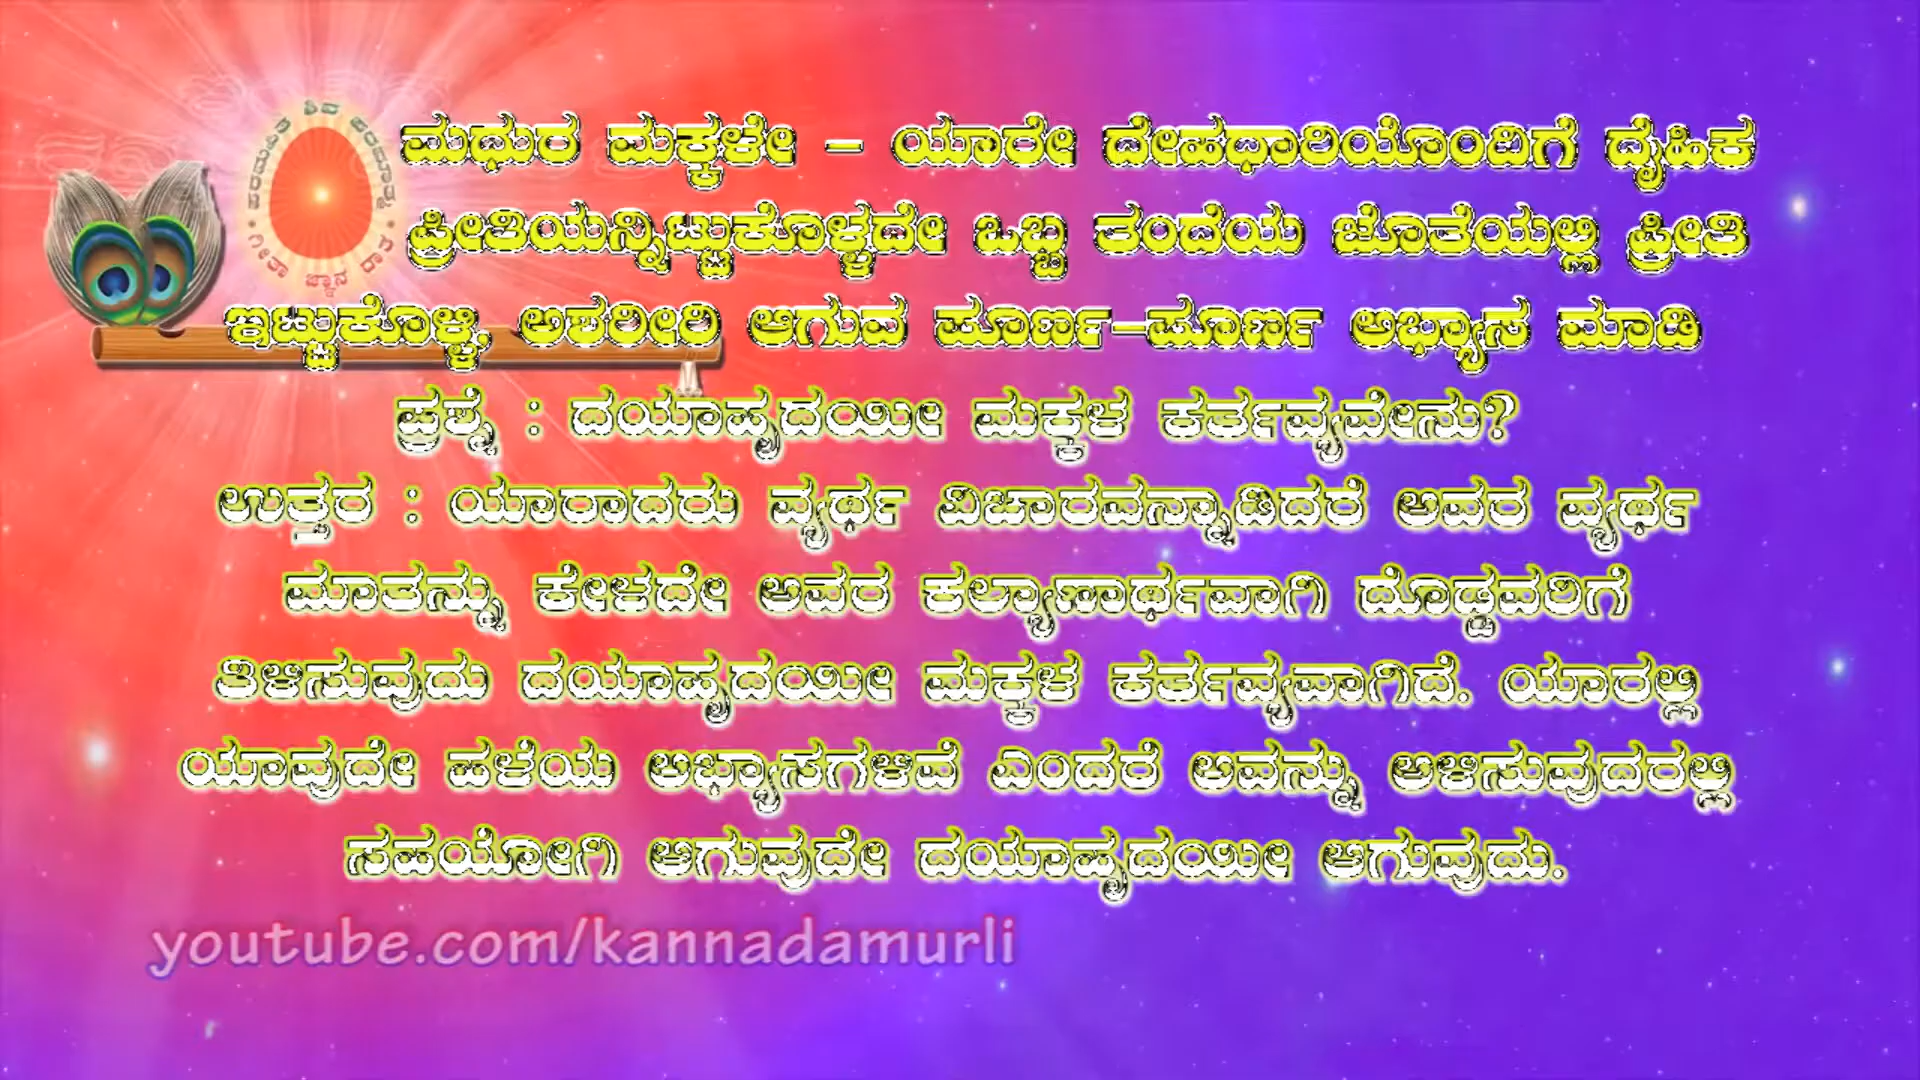 ಶಿವ ಪರಮಾತ್ಮ
ಗೀತಾ ಜ್ಞಾನ ದಾತ
ಮಧುರ ಮಕ್ಕಳೇ – ಯಾರೇ ದೇಹಧಾರಿಯೊಂದಿಗೆ ದೈಹಿಕ
ಪ್ರೀತಿಯನ್ನಿಟ್ಟುಕೊಳ್ಳದೇ ಒಬ್ಬ ತಂದೆಯ ಜೊತೆಯಲ್ಲಿ ಪ್ರೀತಿ
ಇಟ್ಟುಕೊಳ್ಳಿ, ಅಶರೀರಿ ಆಗುವ ಪೂರ್ಣ–ಪೂರ್ಣ ಅಭ್ಯಾಸ ಮಾಡಿ
ಪ್ರಶ್ನೆ : ದಯಾಹೃದಯೀ ಮಕ್ಕಳ ಕರ್ತವ್ಯವೇನು?
ಉತ್ತರ : ಯಾರಾದರು ವ್ಯರ್ಥ ವಿಚಾರವನ್ನಾಡಿದರೆ ಅವರ ವ್ಯರ್ಥ
ಮಾತನ್ನು ಕೇಳದೇ ಅವರ ಕಲ್ಯಾಣಾರ್ಥವಾಗಿ ದೊಡ್ಡವರಿಗೆ
ತಿಳಿಸುವುದು ದಯಾಹೃದಯೀ ಮಕ್ಕಳ ಕರ್ತವ್ಯವಾಗಿದೆ. ಯಾರಲ್ಲಿ
ಯಾವುದೇ ಹಳೆಯ ಅಭ್ಯಾಸಗಳಿವೆ ಎಂದರೆ ಅವನ್ನು ಅಳಿಸುವುದರಲ್ಲಿ
ಸಹಯೋಗಿ ಆಗುವುದೇ ದಯಾಹೃದಯೀ ಆಗುವುದು.
youtube.com/kannadamurli